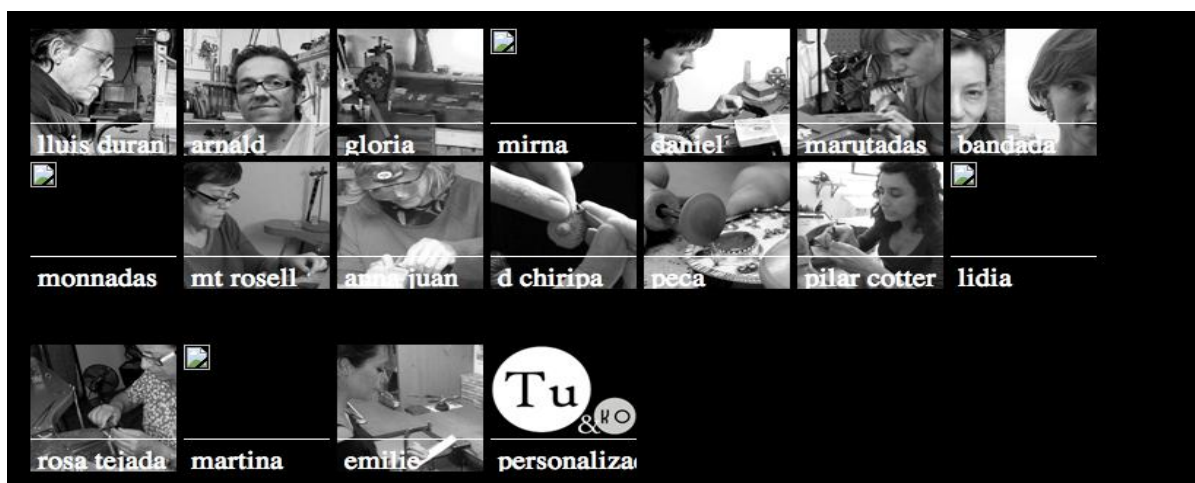 lluis duran
arnald
gloria
mirna
daniel
marutadas
bandada
monnadas
mt rosell
anna juan
d chiripa
peca
pilar cotter
lidia
rosa tejada
martina
emilie
Tu
&KO
personaliza